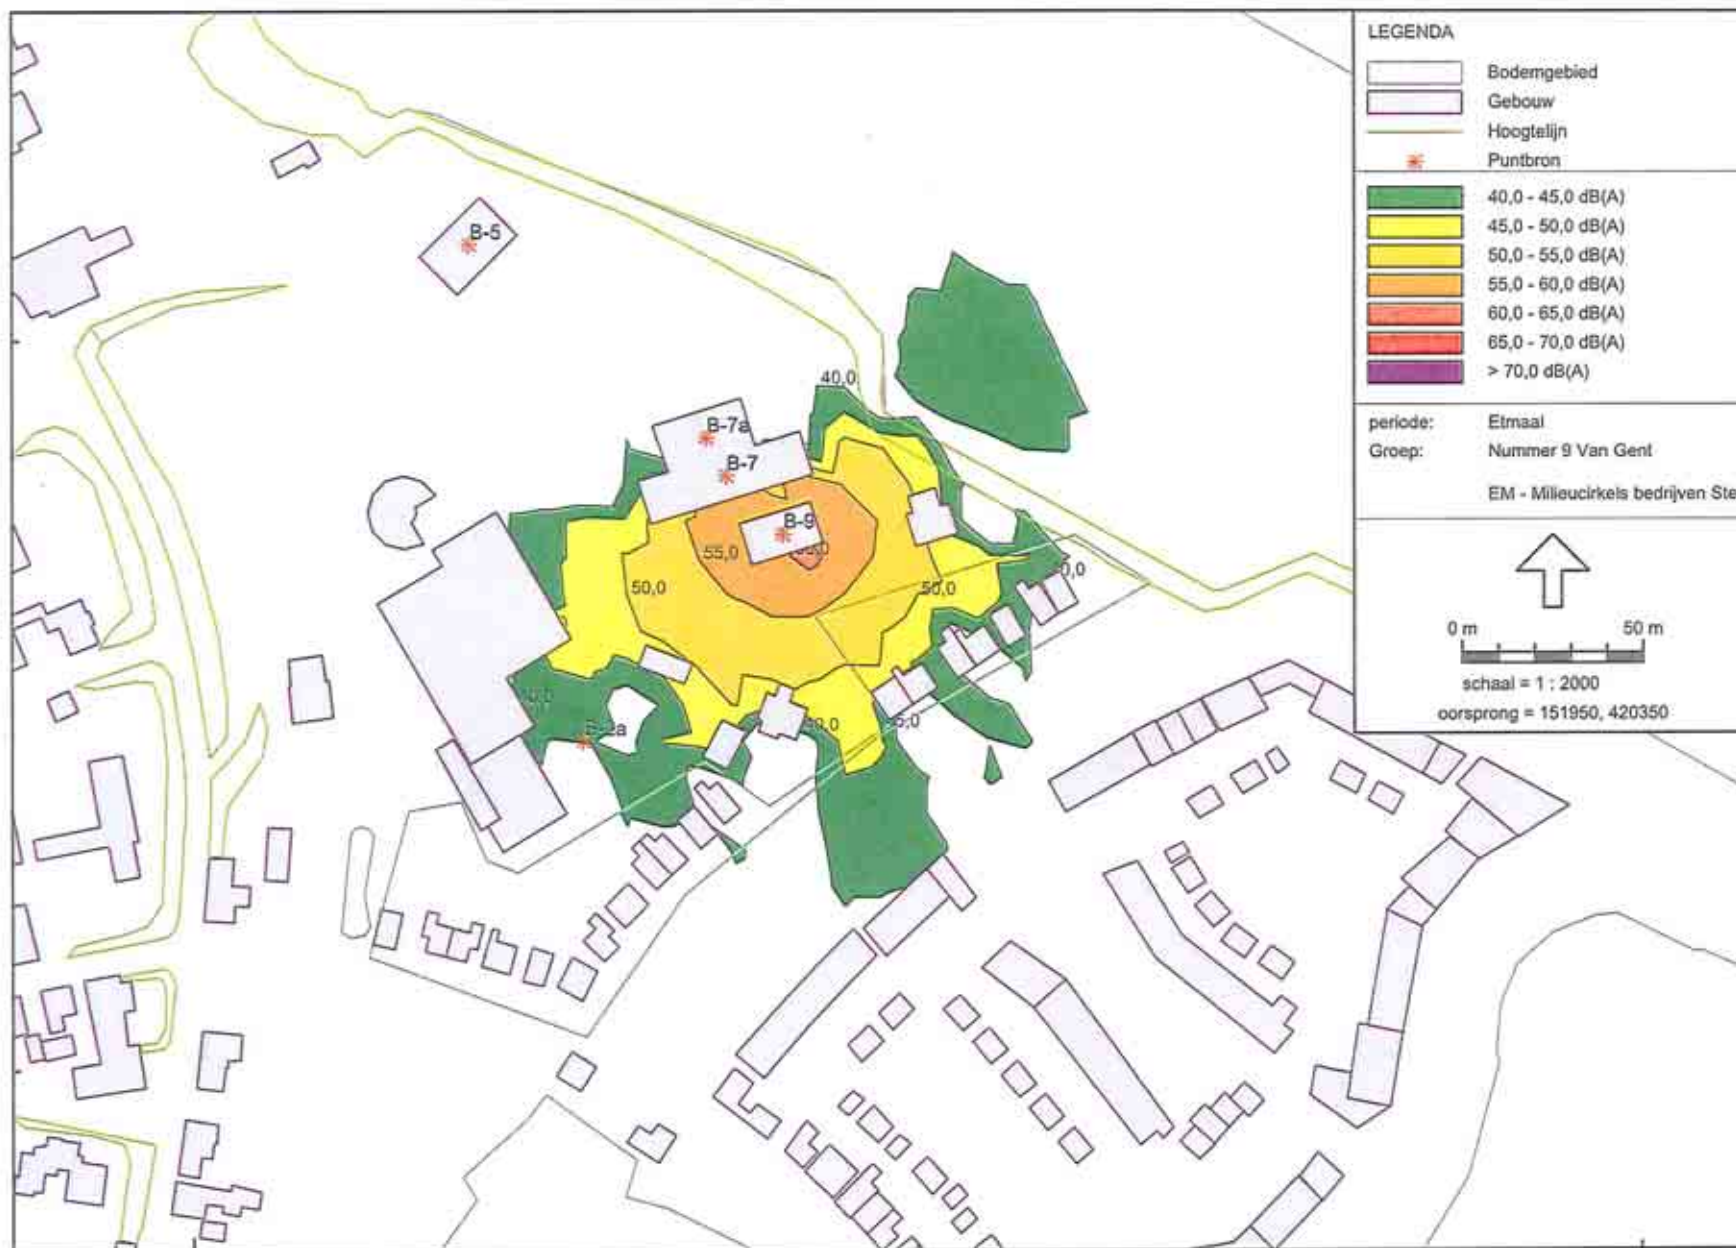 LEGENDA
Bodemgebied
Gebouw
Hoogtelijn
Puntbron
40,0 - 45,0 dB(A)
45,0 - 50,0 dB(A)
50,0 - 55,0 dB(A)
55,0 - 60,0 dB(A)
60,0 - 65,0 dB(A)
65,0 - 70,0 dB(A)
> 70,0 dB(A)
periode: Etmaal
Groep: Nummer 9 Van Gent
EM - Milieucirkels bedrijven Ste
0 m 50 m
schaal = 1 : 2000
oorsprong = 151950, 420350
B-5
40,0
B-7a
B-7
B-9
55,0
50,0
50,0